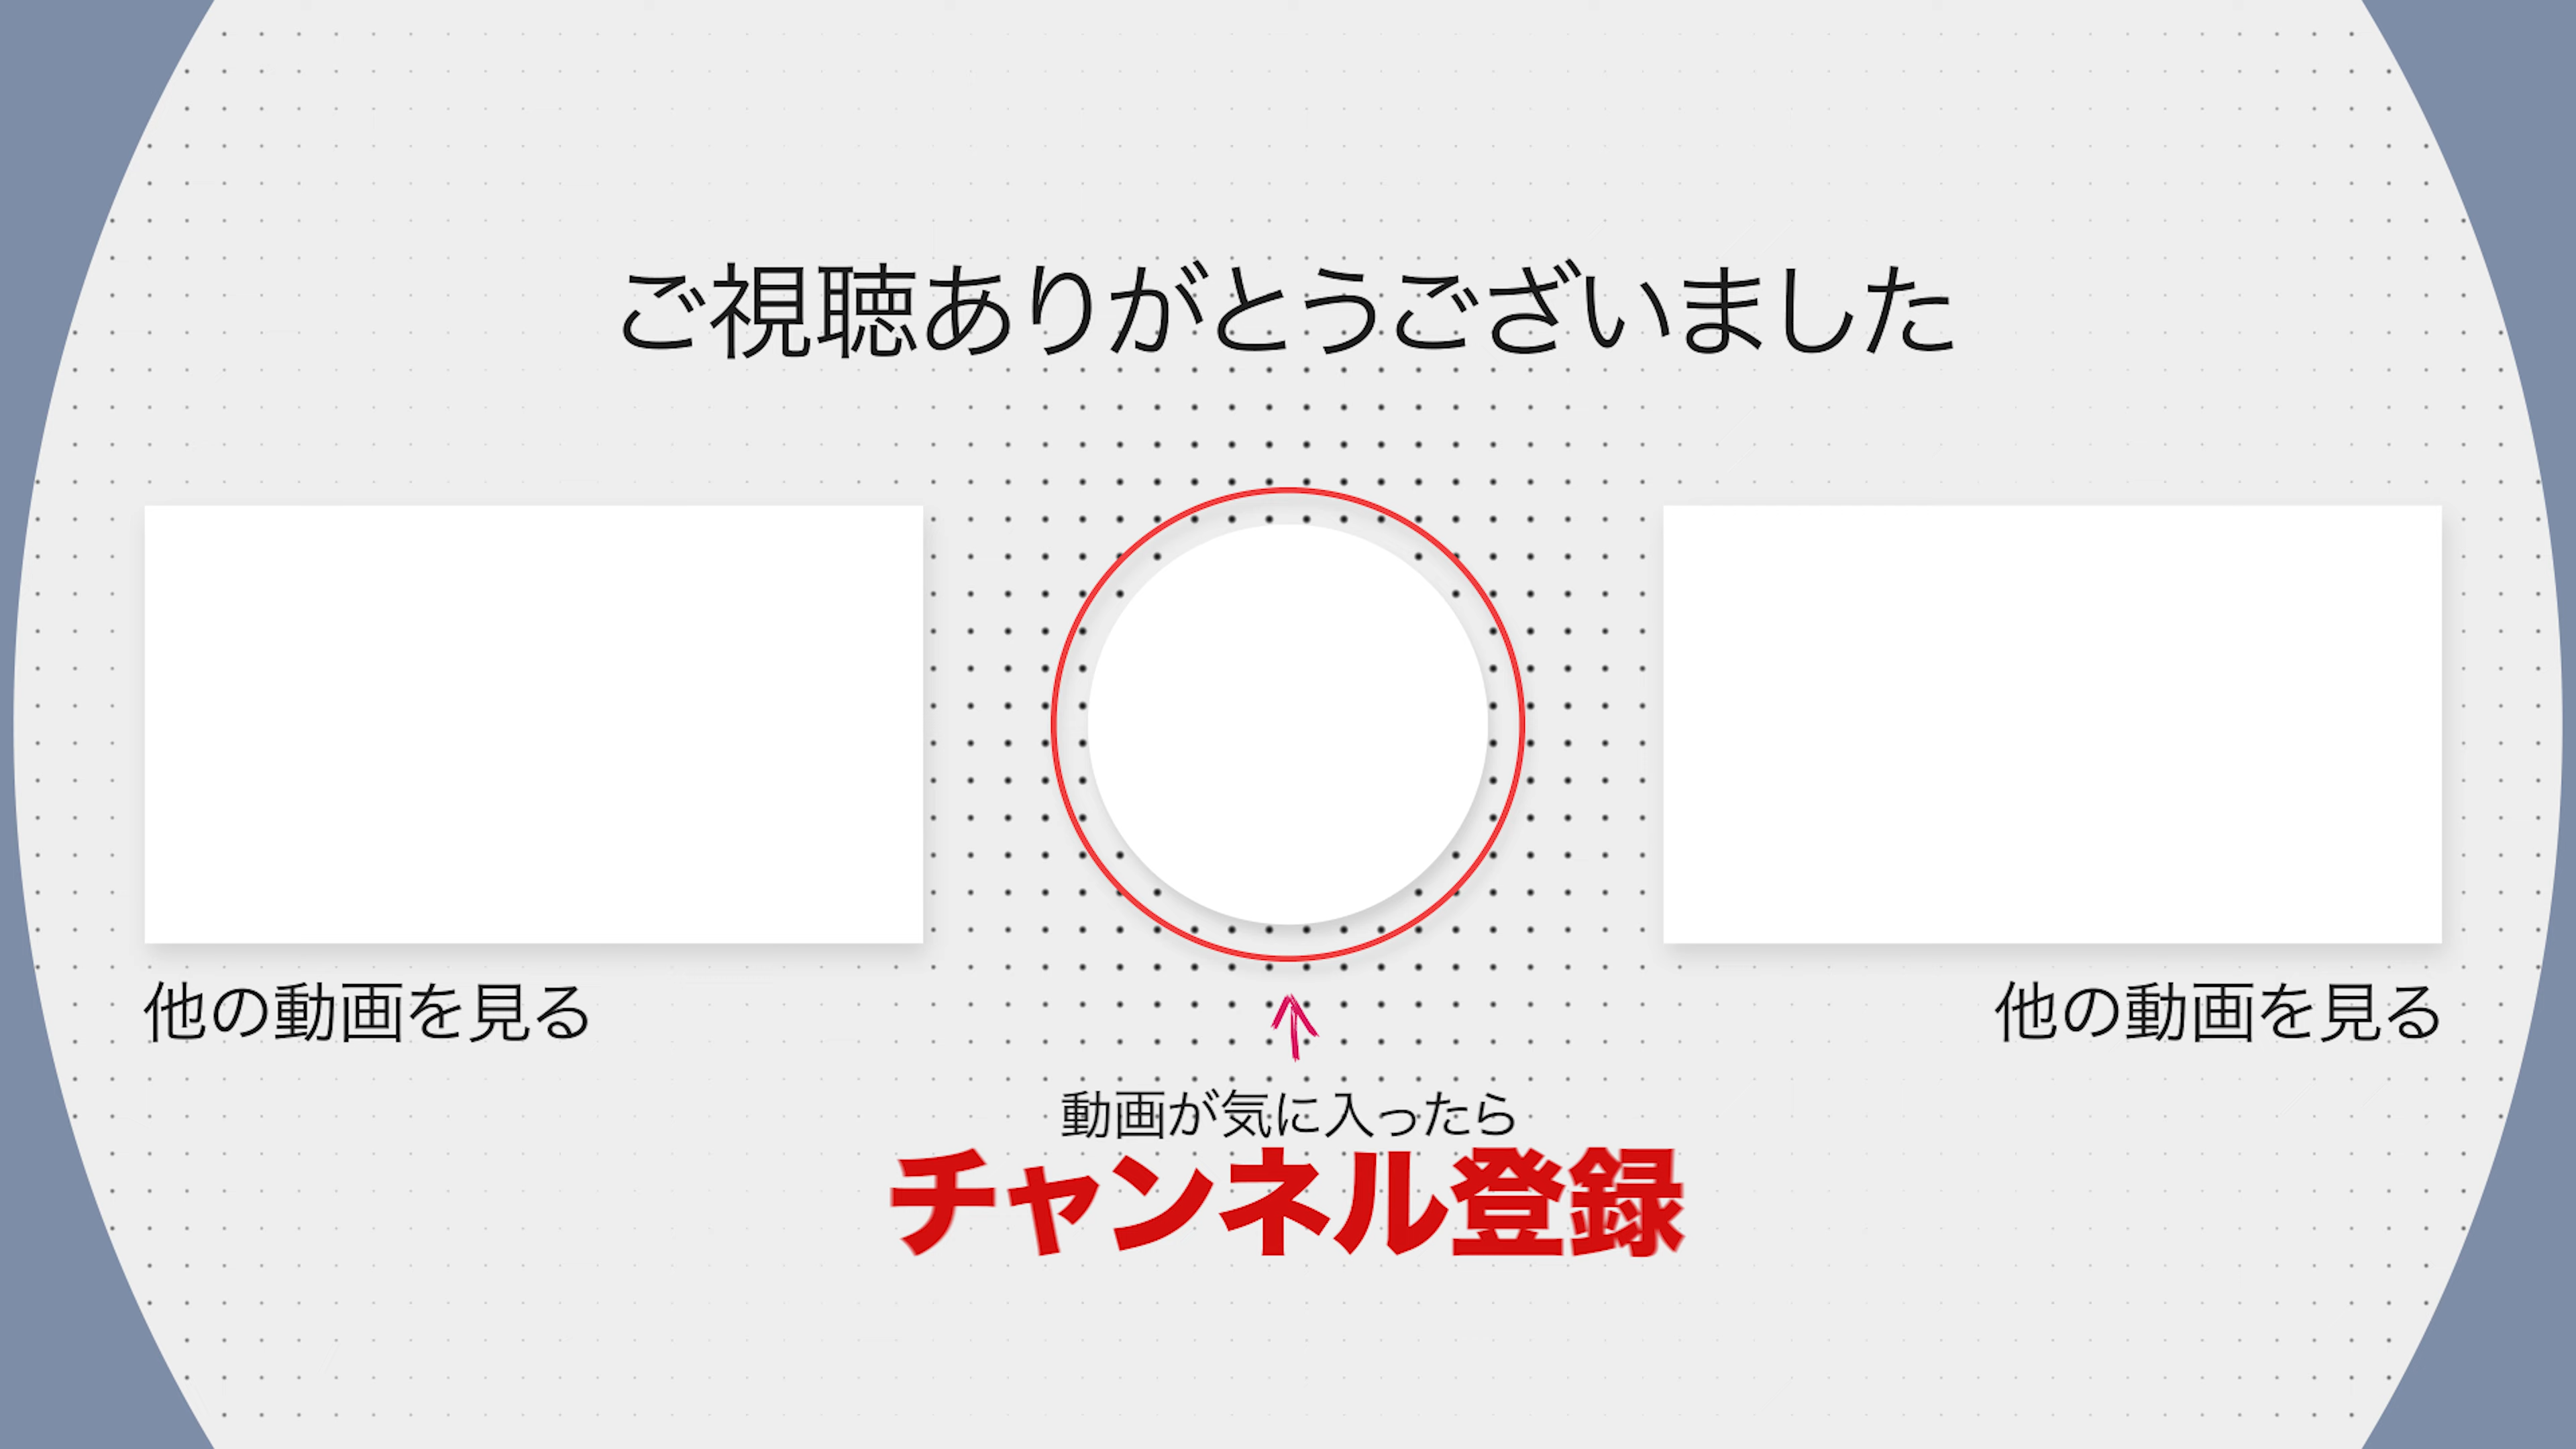 ご視聴ありがとうございました
他の動画を見る
他の動画を見る
動画が気に入ったら
チャンネル登録